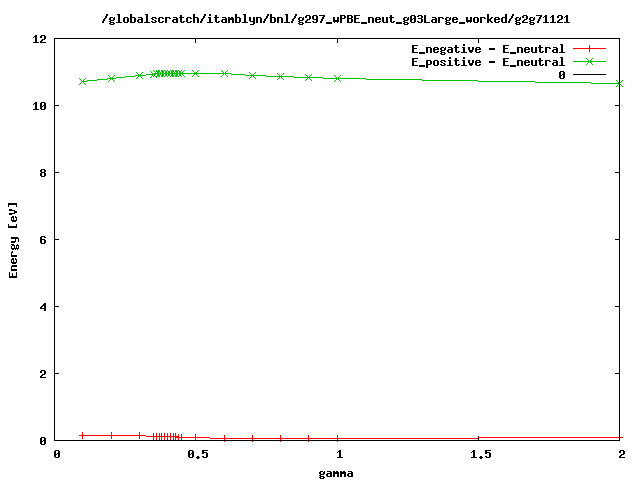 /globalscratch/itamblyn/bnl/g297_wPBE_neut_g03Large_worked/g2g71121
E_negative - E_neutral
E_positive - E_neutral
0
12
10
8
6
4
2
0
Energy [eV]
0 0.5 1 1.5 2
gamma